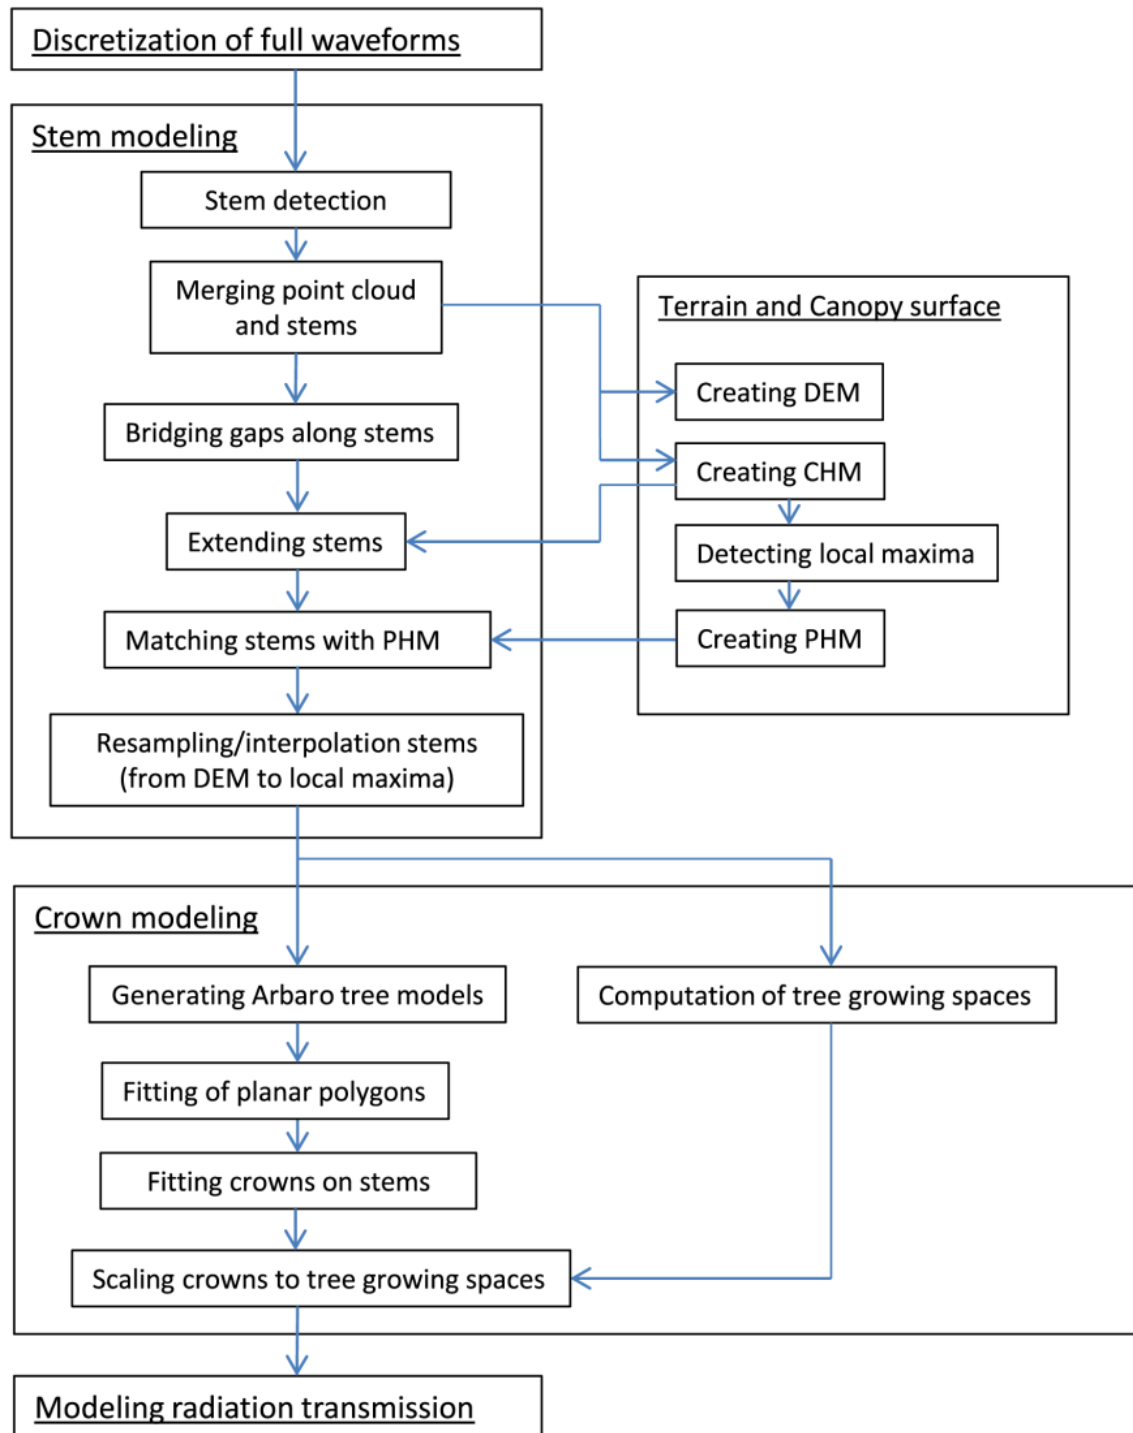 Discretization of full waveforms
Stem modeling
Stem detection
Merging point cloud
and stems
Bridging gaps along stems
Extending stems
Matching stems with PHM
Resampling/interpolation stems
(from DEM to local maxima)
Terrain and Canopy surface
Creating DEM
Creating CHM
Detecting local maxima
Creating PHM
Crown modeling
Generating Arbaro tree models
Fitting of planar polygons
Fitting crowns on stems
Scaling crowns to tree growing spaces
Computation of tree growing spaces
Modeling radiation transmission